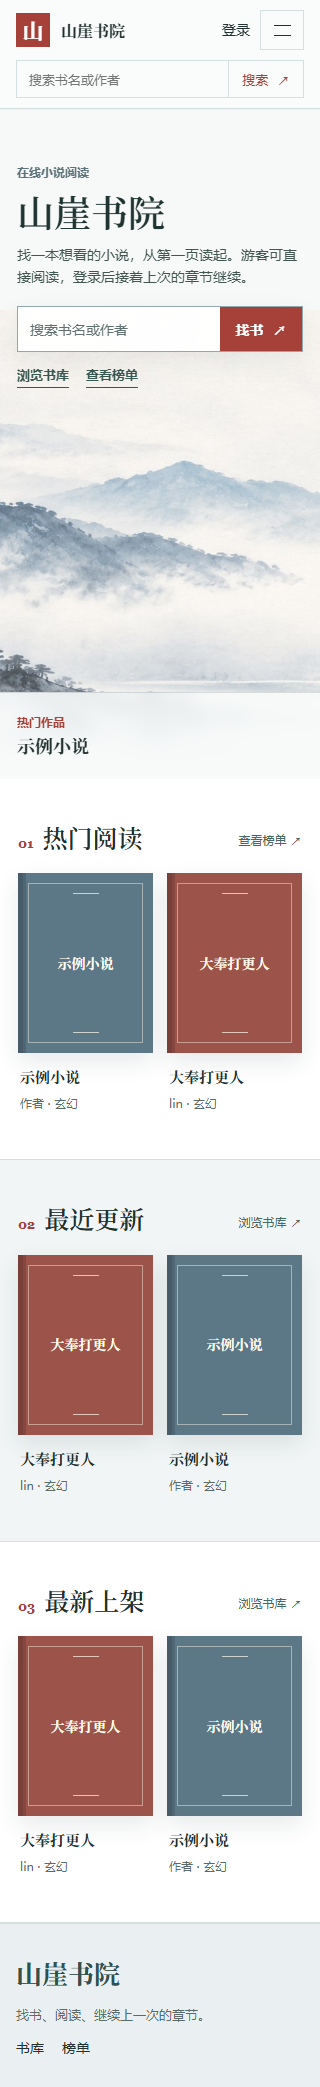 山 山崖书院 登录
搜索书名或作者 搜索 ↗
在线小说阅读
山崖书院
找一本想看的小说，从第一页读起。游客可直
接阅读，登录后接着上次的章节继续。
搜索书名或作者 找书 ↗
浏览书库 查看榜单
热门作品
示例小说
01 热门阅读 查看榜单 ↗
示例小说 大奉打更人
示例小说 大奉打更人
作者 · 玄幻 lin · 玄幻
02 最近更新 浏览书库 ↗
大奉打更人 示例小说
大奉打更人 示例小说
lin · 玄幻 作者 · 玄幻
03 最新上架 浏览书库 ↗
大奉打更人 示例小说
大奉打更人 示例小说
lin · 玄幻 作者 · 玄幻
山崖书院
找书、阅读、继续上一次的章节。
书库 榜单